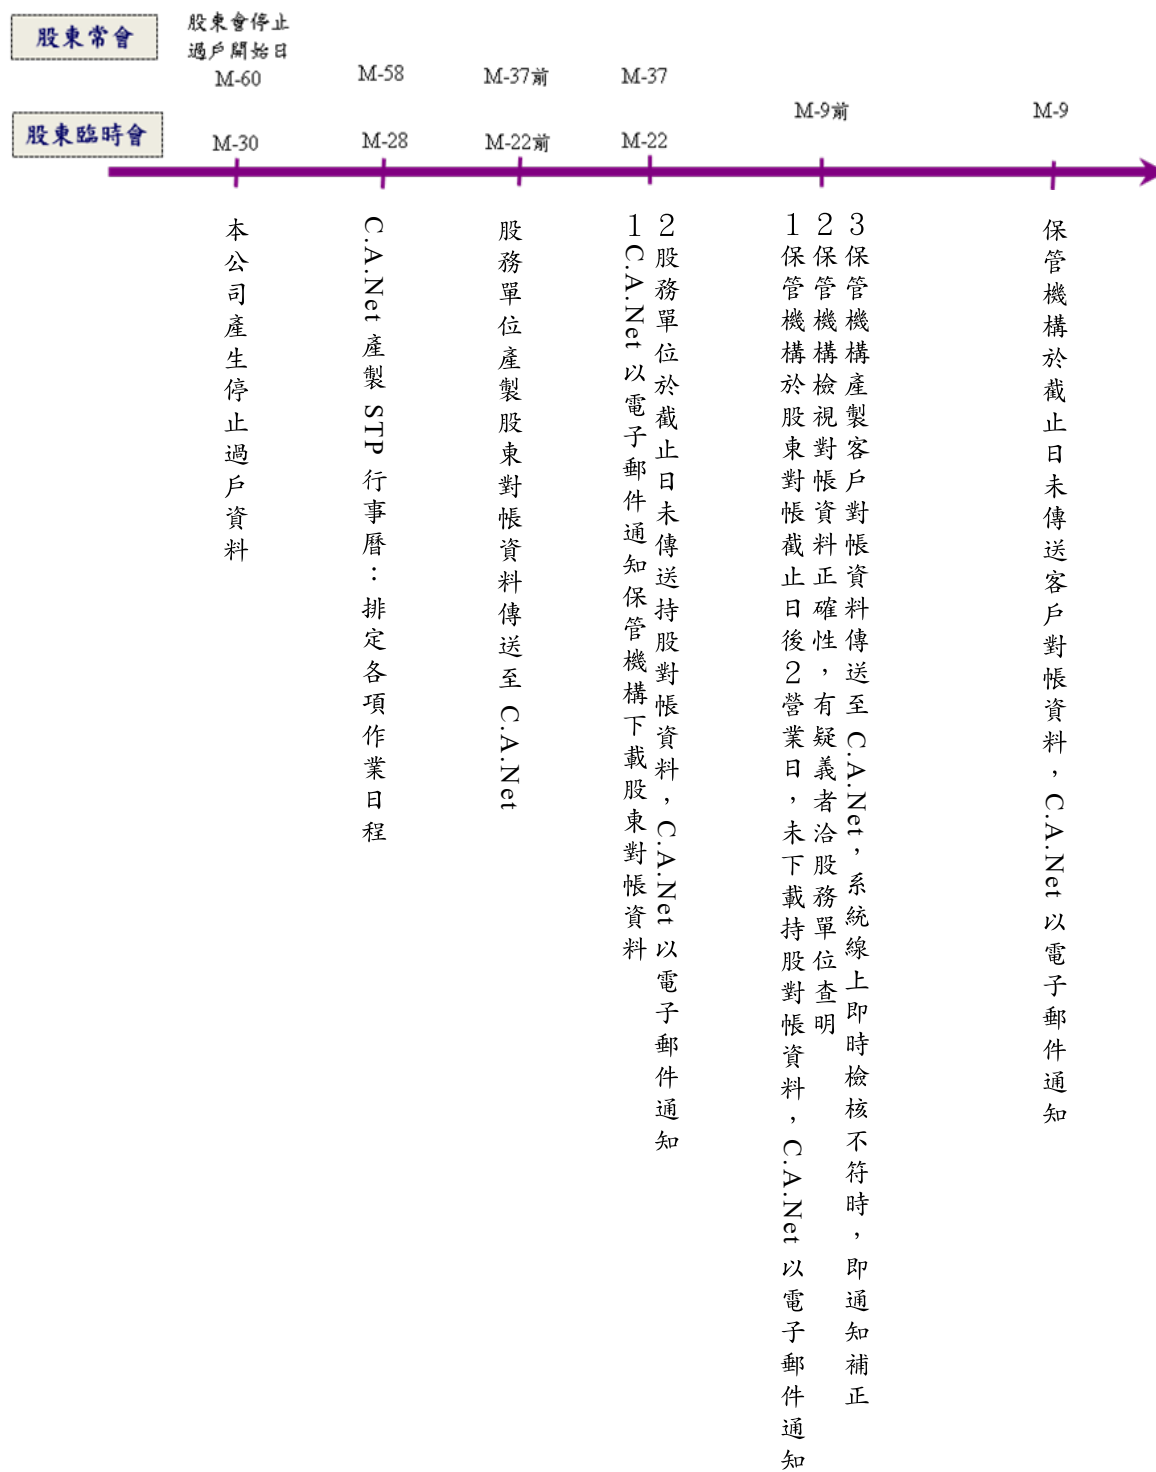 股東常會
股東會停止
過戶開始日
M-60
M-58
M-37前
M-37
M-9前
M-9
股東臨時會
M-30
M-28
M-22前
M-22
本公司產生停止過戶資料
C.A.Net 產製 STP 行事曆：排定各項作業日程
股務單位產製股東對帳資料傳送至 C.A.Net
1 C.A.Net 以電子郵件通知保管機構下載股東對帳資料
2 股務單位於截止日未傳送持股對帳資料，C.A.Net 以電子郵件通知
1 保管機構於股東對帳截止日後2營業日，未下載持股對帳資料，C.A.Net 以電子郵件通知
2 保管機構檢視對帳資料正確性，有疑義者洽股務單位查明
3 保管機構產製客戶對帳資料傳送至 C.A.Net，系統線上即時檢核不符時，即通知補正
保管機構於截止日未傳送客戶對帳資料，C.A.Net 以電子郵件通知